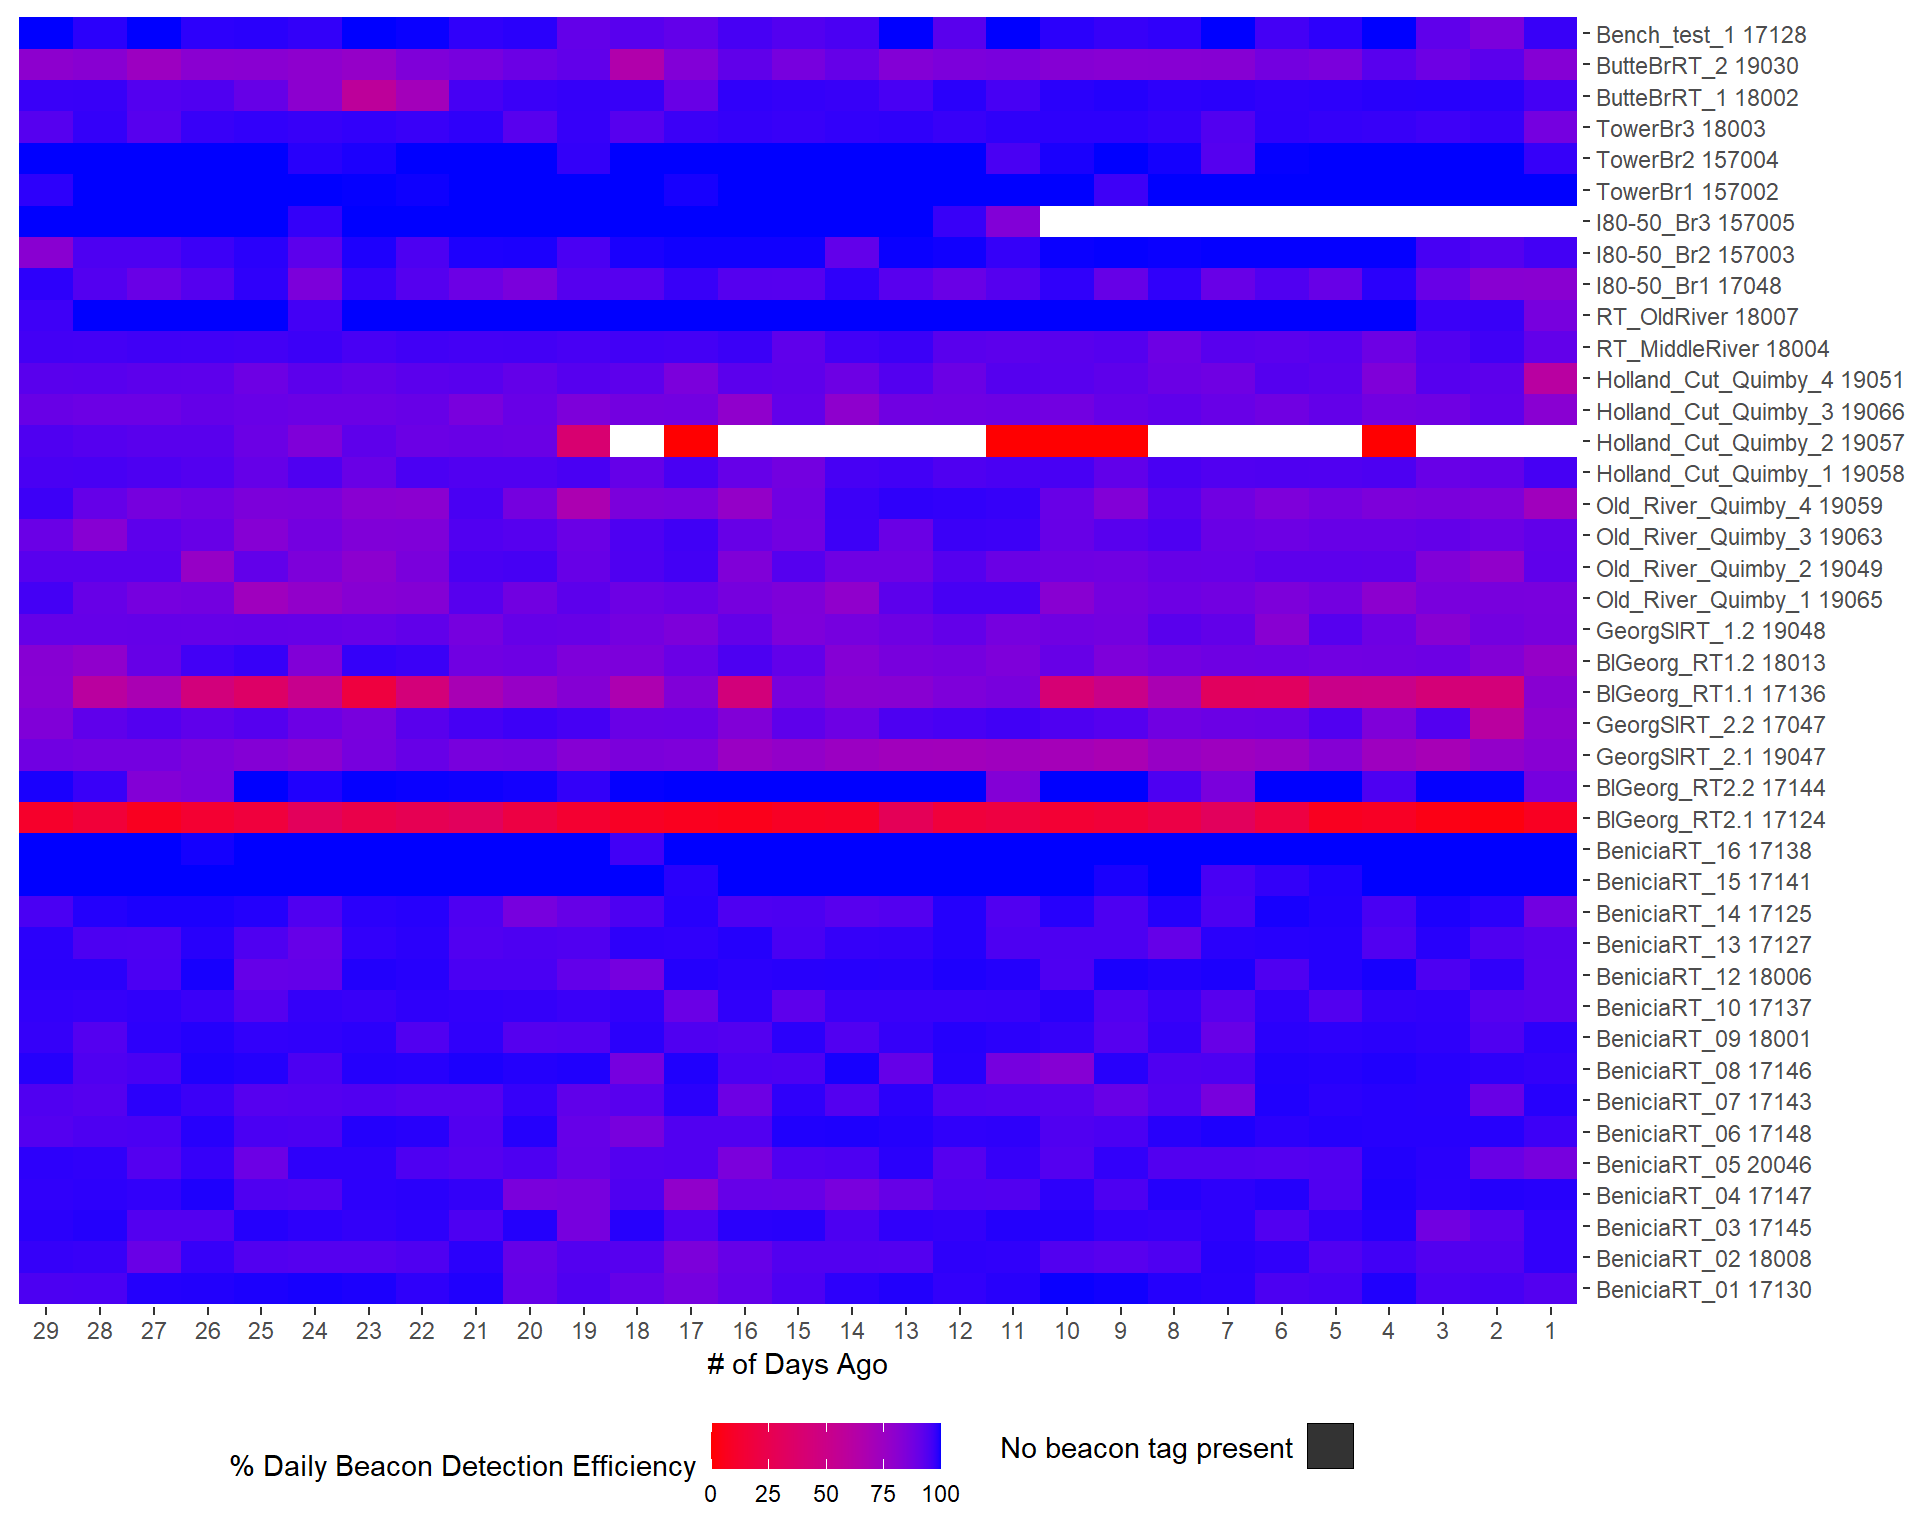 Bench_test_1 17128
ButteBrRT_2 19030
ButteBrRT_1 18002
TowerBr3 18003
TowerBr2 157004
TowerBr1 157002
I80-50_Br3 157005
I80-50_Br2 157003
I80-50_Br1 17048
RT_OldRiver 18007
RT_MiddleRiver 18004
Holland_Cut_Quimby_4 19051
Holland_Cut_Quimby_3 19066
Holland_Cut_Quimby_2 19057
Holland_Cut_Quimby_1 19058
Old_River_Quimby_4 19059
Old_River_Quimby_3 19063
Old_River_Quimby_2 19049
Old_River_Quimby_1 19065
GeorgSlRT_1.2 19048
BlGeorg_RT1.2 18013
BlGeorg_RT1.1 17136
GeorgSlRT_2.2 17047
GeorgSlRT_2.1 19047
BlGeorg_RT2.2 17144
BlGeorg_RT2.1 17124
BeniciaRT_16 17138
BeniciaRT_15 17141
BeniciaRT_14 17125
BeniciaRT_13 17127
BeniciaRT_12 18006
BeniciaRT_10 17137
BeniciaRT_09 18001
BeniciaRT_08 17146
BeniciaRT_07 17143
BeniciaRT_06 17148
BeniciaRT_05 20046
BeniciaRT_04 17147
BeniciaRT_03 17145
BeniciaRT_02 18008
BeniciaRT_01 17130
29 28 27 26 25 24 23 22 21 20 19 18 17 16 15 14 13 12 11 10 9 8 7 6 5 4 3 2 1
# of Days Ago
% Daily Beacon Detection Efficiency
0 25 50 75 100
No beacon tag present